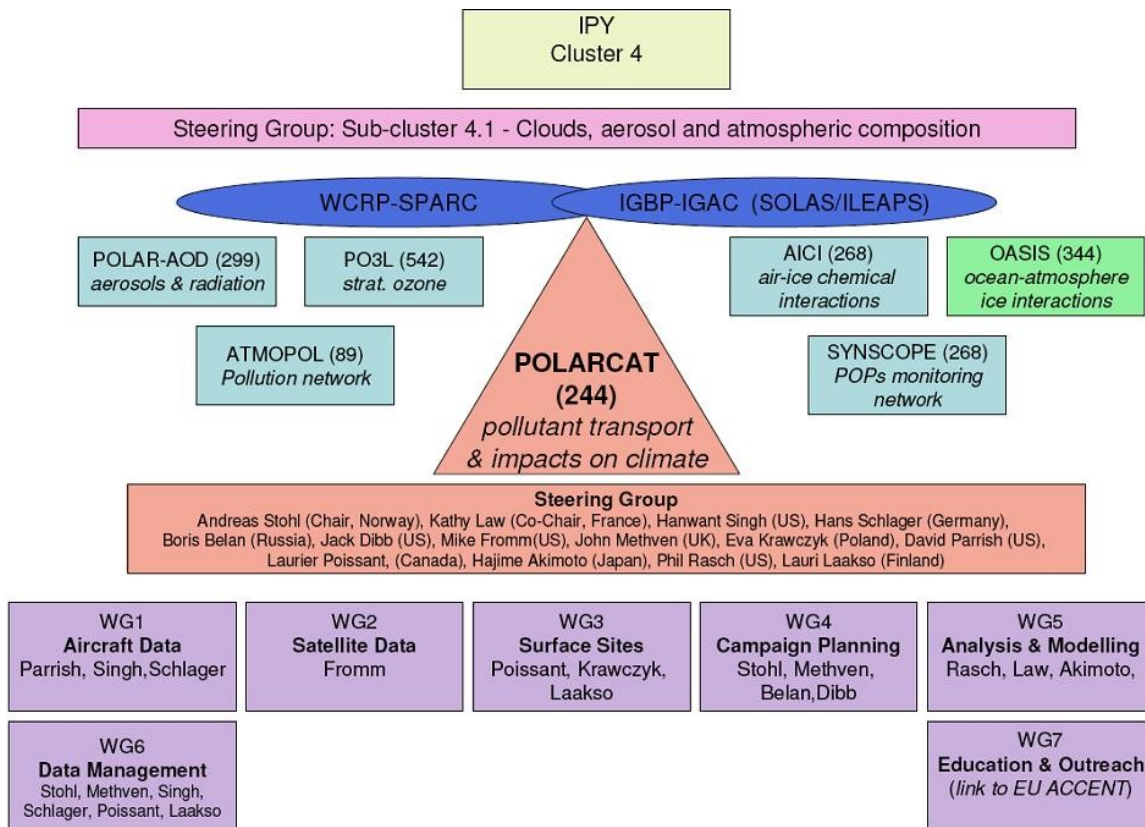 IPY
Cluster 4
Steering Group: Sub-cluster 4.1 - Clouds, aerosol and atmospheric composition
WCRP-SPARC
IGBP-IGAC (SOLAS/ILEAPS)
POLAR-AOD (299)
aerosols & radiation
PO3L (542)
strat. ozone
AICI (268)
air-ice chemical
interactions
OASIS (344)
ocean-atmosphere
ice interactions
ATMOPOL (89)
Pollution network
SYNSCOPE (268)
POPs monitoring
network
POLARCAT
(244)
pollutant transport
& impacts on climate
Steering Group
Andreas Stohl (Chair, Norway), Kathy Law (Co-Chair, France), Hanwant Singh (US), Hans Schlager (Germany),
Boris Belan (Russia), Jack Dibb (US), Mike Fromm(US), John Methven (UK), Eva Krawczyk (Poland), David Parrish (US),
Laurier Poissant, (Canada), Hajime Akimoto (Japan), Phil Rasch (US), Lauri Laakso (Finland)
WG1
Aircraft Data
Parrish, Singh,Schlager
WG2
Satellite Data
Fromm
WG3
Surface Sites
Poissant, Krawczyk,
Laakso
WG4
Campaign Planning
Stohl, Methven,
Belan,Dibb
WG5
Analysis & Modelling
Rasch, Law, Akimoto,
WG6
Data Management
Stohl, Methven, Singh,
Schlager, Poissant, Laakso
WG7
Education & Outreach
(link to EU ACCENT)